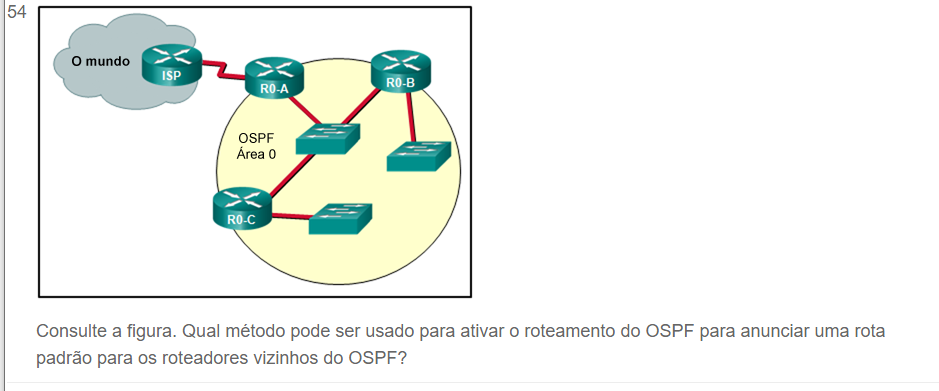 54
O mundo
ISP
R0-A
R0-B
OSPF
Área 0
R0-C
Consulte a figura. Qual método pode ser usado para ativar o roteamento do OSPF para anunciar uma rota
padrão para os roteadores vizinhos do OSPF?